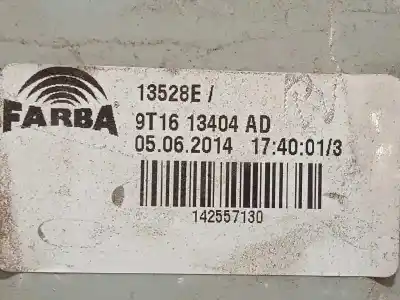 FARBA
13528E /
9T16 13404 AD
05.06.2014 17:40:01/3
142557130